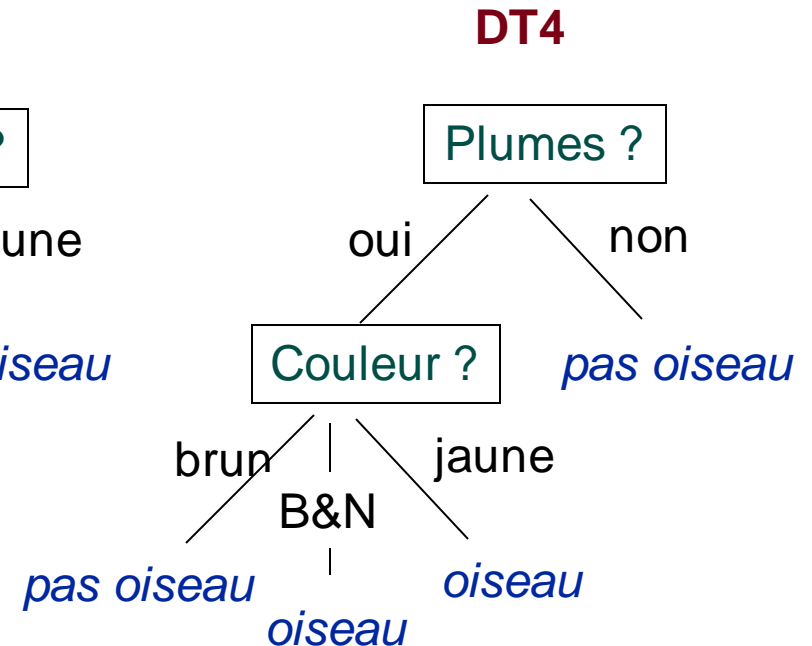 DT4
?
Plumes ?
une
oui
non
iseau
Couleur ?
pas oiseau
brun
jaune
B&N
pas oiseau
oiseau
oiseau